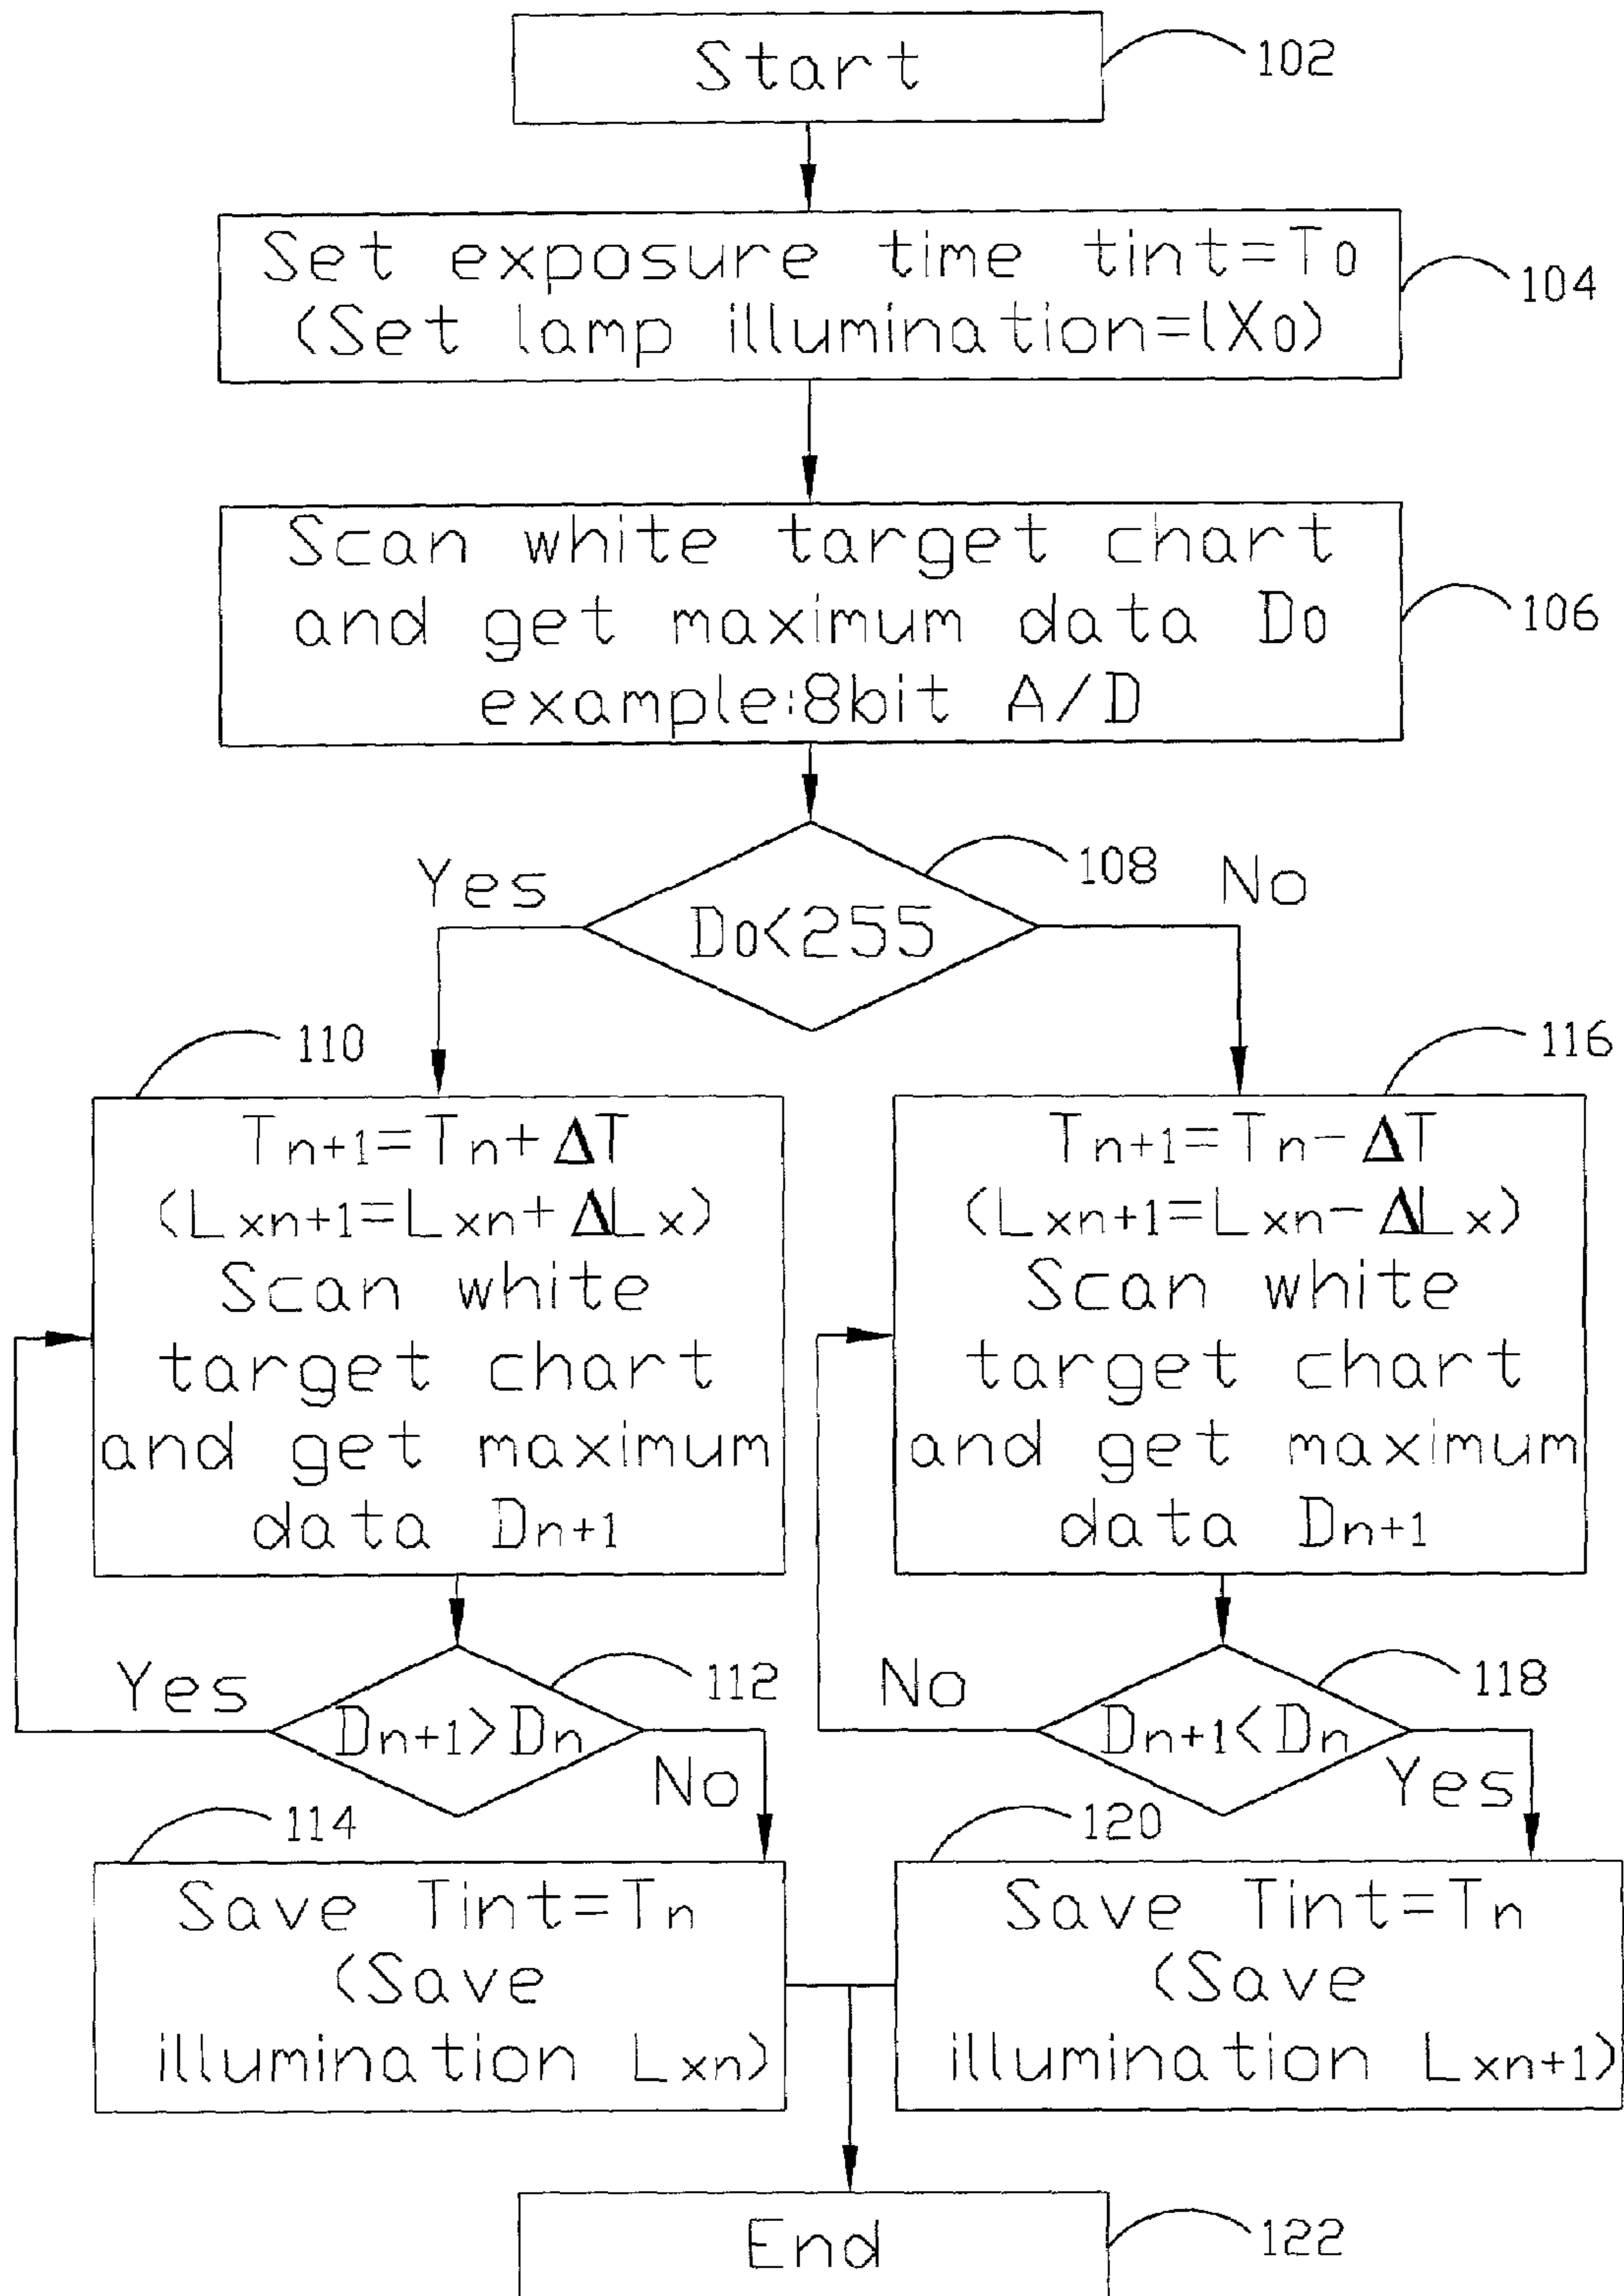 Start
102
Set exposure time tint=T0
(Set lamp illumination=lX0)
104
Scan white target chart
and get maximum data D0
example:8bit A/D
106
108
Yes
No
D0<255
110
Tn+1=Tn+ΔT
(Lxn+1=Lxn+ΔLx)
Scan white
target chart
and get maximum
data Dn+1
116
Tn+1=Tn-ΔT
(Lxn+1=Lxn-ΔLx)
Scan white
target chart
and get maximum
data Dn+1
Yes
112
Dn+1>Dn
No
No
118
Dn+1<Dn
Yes
114
Save Tint=Tn
(Save
illumination Lxn)
120
Save Tint=Tn
(Save
illumination Lxn+1)
End
122